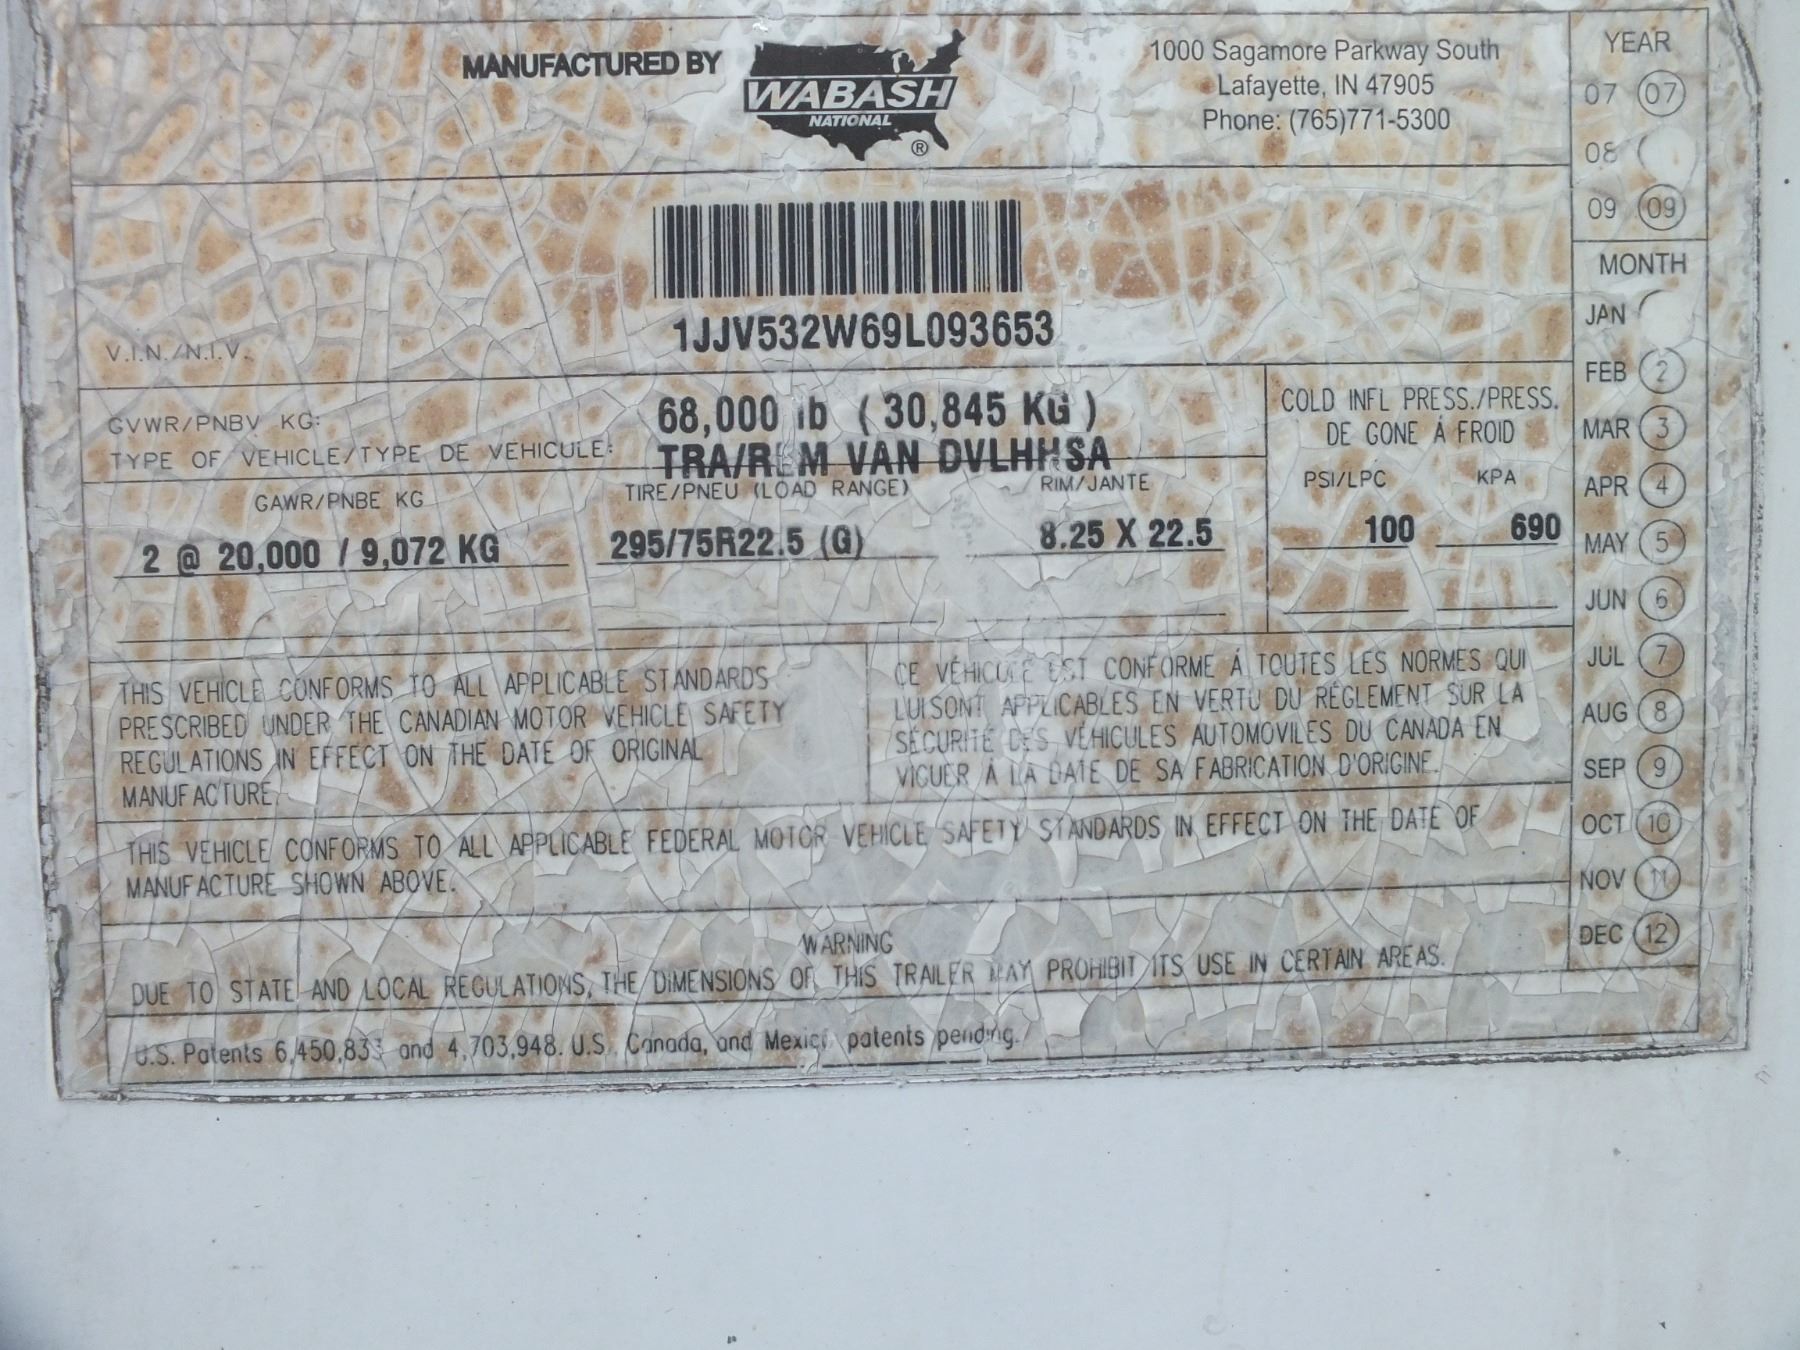 MANUFACTURED BY
WABASH
NATIONAL
®
1000 Sagamore Parkway South
Lafayette, IN 47905
Phone: (765)771-5300
YEAR
07 07
08
09 09
MONTH
JAN
FEB 2
MAR 3
APR 4
MAY 5
JUN 6
JUL 7
AUG 8
SEP 9
OCT 10
NOV 11
DEC 12
V.I.N./N.I.V.
1JJV532W69L093653
GVWR/PNBV KG: 68,000 lb (30,845 KG)
TYPE OF VEHICLE/TYPE DE VEHICULE: TRA/REM VAN DVLHHSA
GAWR/PNBE KG TIRE/PNEU (LOAD RANGE) RIM/JANTE
2 @ 20,000 / 9,072 KG 295/75R22.5 (G) 8.25 X 22.5
COLD INFL PRESS./PRESS.
DE GONE Á FROID
PSI/LPC KPA
100 690
THIS VEHICLE CONFORMS TO ALL APPLICABLE STANDARDS
PRESCRIBED UNDER THE CANADIAN MOTOR VEHICLE SAFETY
REGULATIONS IN EFFECT ON THE DATE OF ORIGINAL
MANUFACTURE.
CE VÉHICULE EST CONFORME Á TOUTES LES NORMES QUI
LUI SONT APPLICABLES EN VERTU DU RÉGLEMENT SUR LA
SÉCURITÉ DES VÉHICULES AUTOMOVILES DU CANADA EN
VIGUER Á LA DATE DE SA FABRICATION D'ORIGINE.
THIS VEHICLE CONFORMS TO ALL APPLICABLE FEDERAL MOTOR VEHICLE SAFETY STANDARDS IN EFFECT ON THE DATE OF
MANUFACTURE SHOWN ABOVE.
WARNING
DUE TO STATE AND LOCAL REGULATIONS, THE DIMENSIONS OF THIS TRAILER MAY PROHIBIT ITS USE IN CERTAIN AREAS.
U.S. Patents 6,450,833 and 4,703,948. U.S. Canada, and Mexico patents pending.